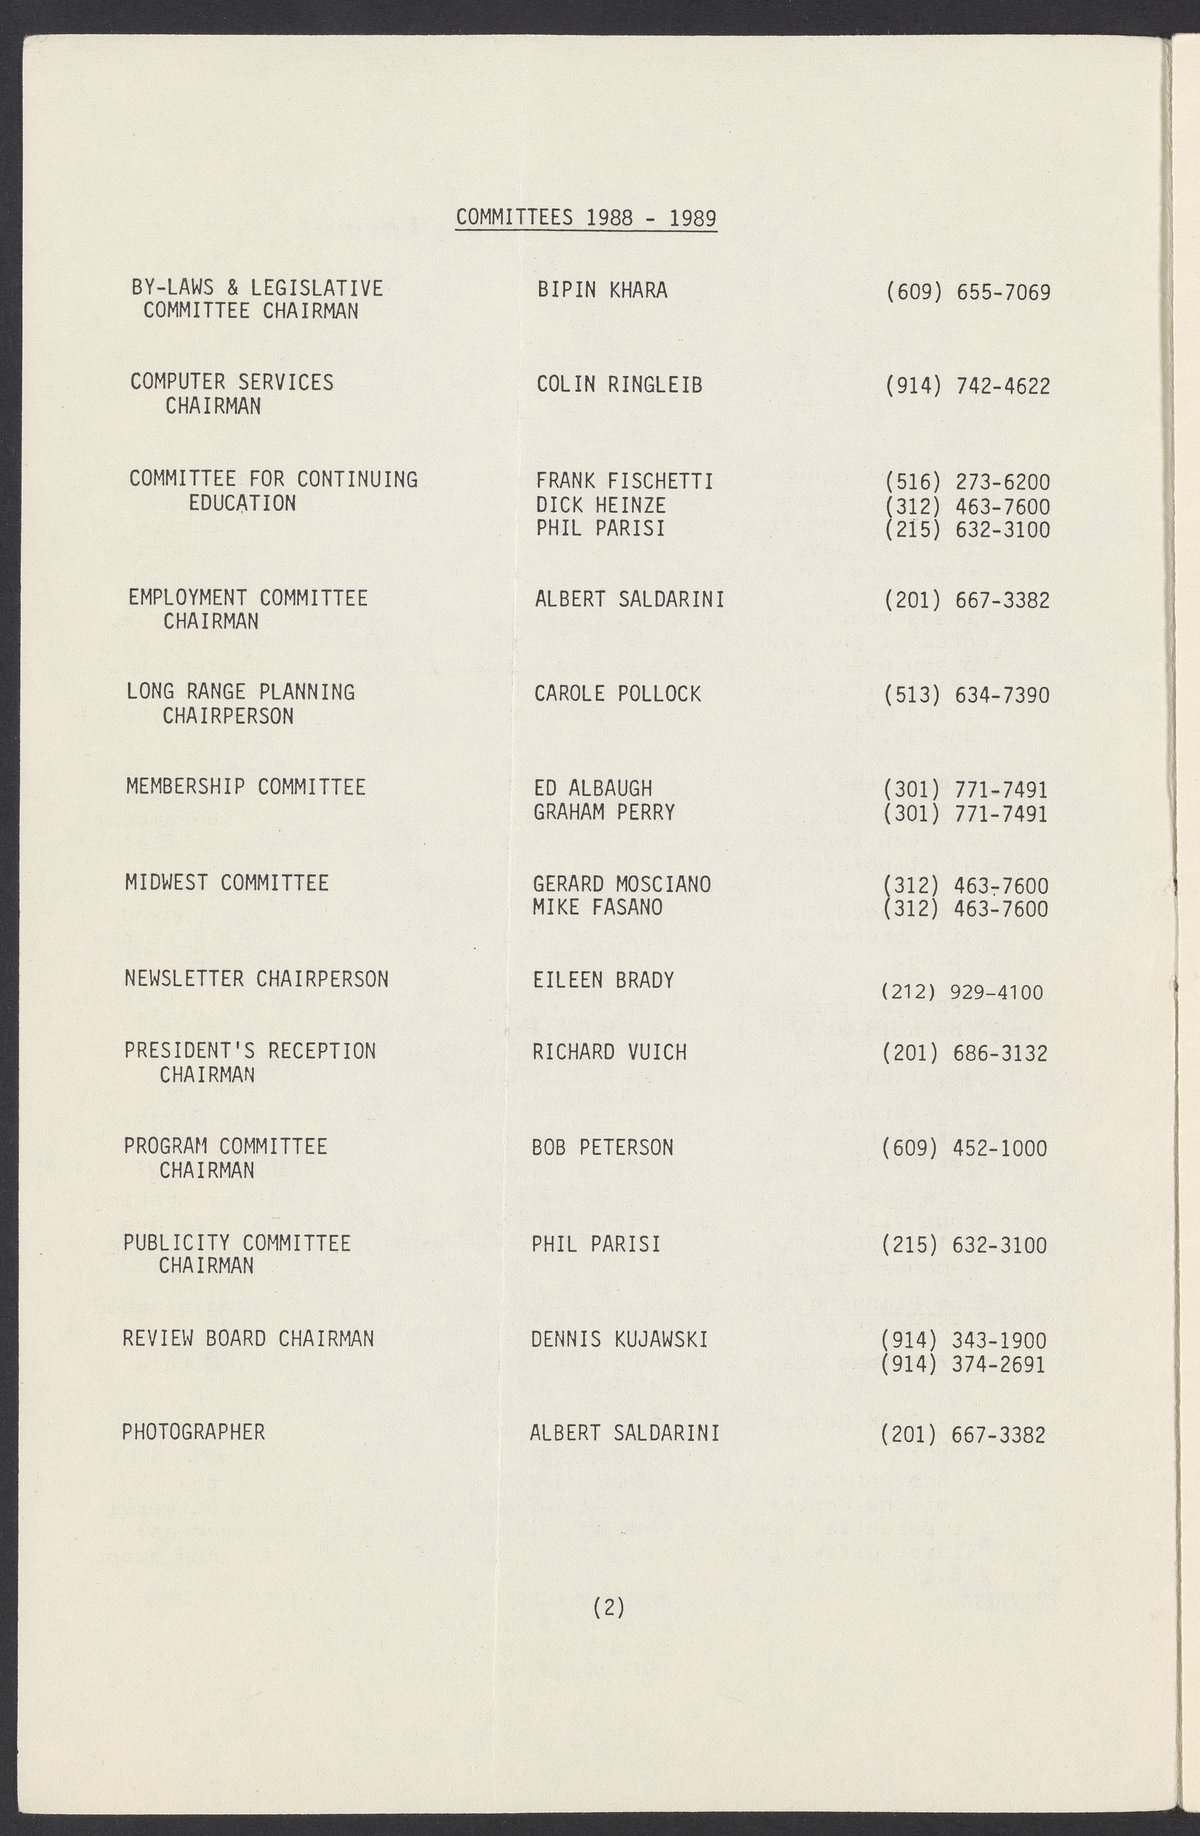 COMMITTEES 1988 - 1989
BY-LAWS & LEGISLATIVE BIPIN KHARA (609) 655-7069
COMMITTEE CHAIRMAN
COMPUTER SERVICES COLIN RINGLEIB (914) 742-4622
CHAIRMAN
COMMITTEE FOR CONTINUING FRANK FISCHETTI (516) 273-6200
EDUCATION DICK HEINZE (312) 463-7600
PHIL PARISI (215) 632-3100
EMPLOYMENT COMMITTEE ALBERT SALDARINI (201) 667-3382
CHAIRMAN
LONG RANGE PLANNING CAROLE POLLOCK (513) 634-7390
CHAIRPERSON
MEMBERSHIP COMMITTEE ED ALBAUGH (301) 771-7491
GRAHAM PERRY (301) 771-7491
MIDWEST COMMITTEE GERARD MOSCIANO (312) 463-7600
MIKE FASANO (312) 463-7600
NEWSLETTER CHAIRPERSON EILEEN BRADY (212) 929-4100
PRESIDENT'S RECEPTION RICHARD VUICH (201) 686-3132
CHAIRMAN
PROGRAM COMMITTEE BOB PETERSON (609) 452-1000
CHAIRMAN
PUBLICITY COMMITTEE PHIL PARISI (215) 632-3100
CHAIRMAN
REVIEW BOARD CHAIRMAN DENNIS KUJAWSKI (914) 343-1900
(914) 374-2691
PHOTOGRAPHER ALBERT SALDARINI (201) 667-3382
(2)